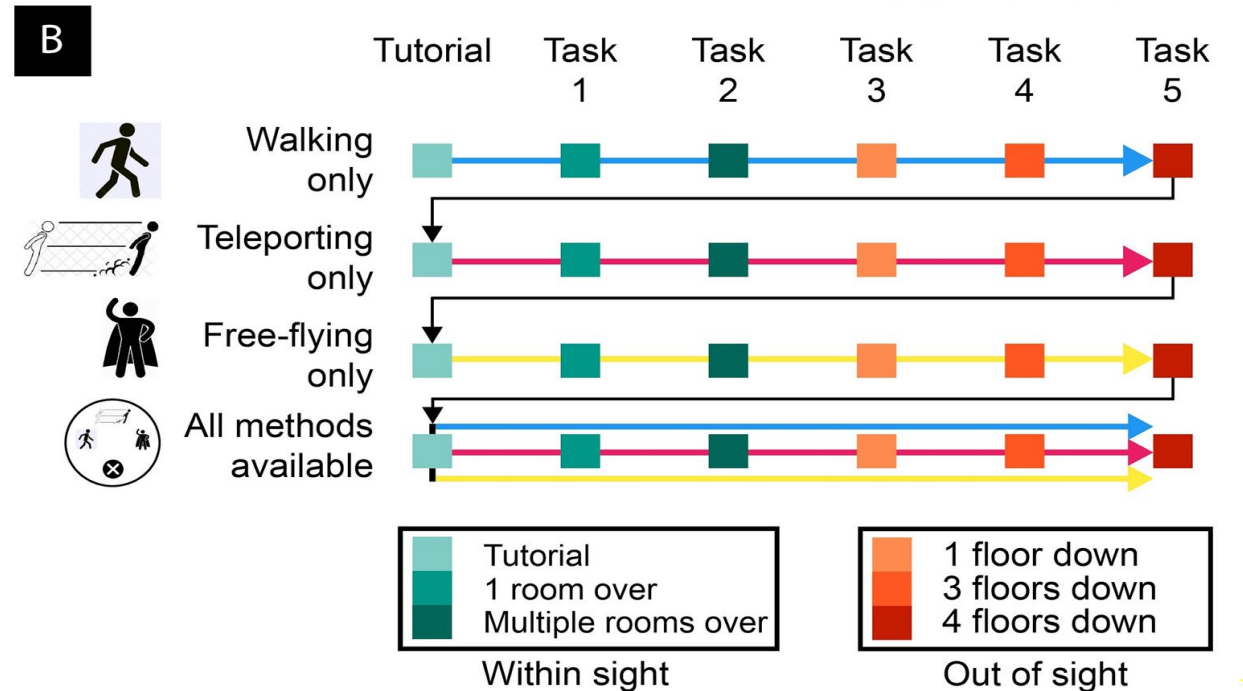 B
Tutorial Task 1 Task 2 Task 3 Task 4 Task 5
Walking
only
Teleporting
only
Free-flying
only
All methods
available
Tutorial
1 room over
Multiple rooms over
Within sight
1 floor down
3 floors down
4 floors down
Out of sight